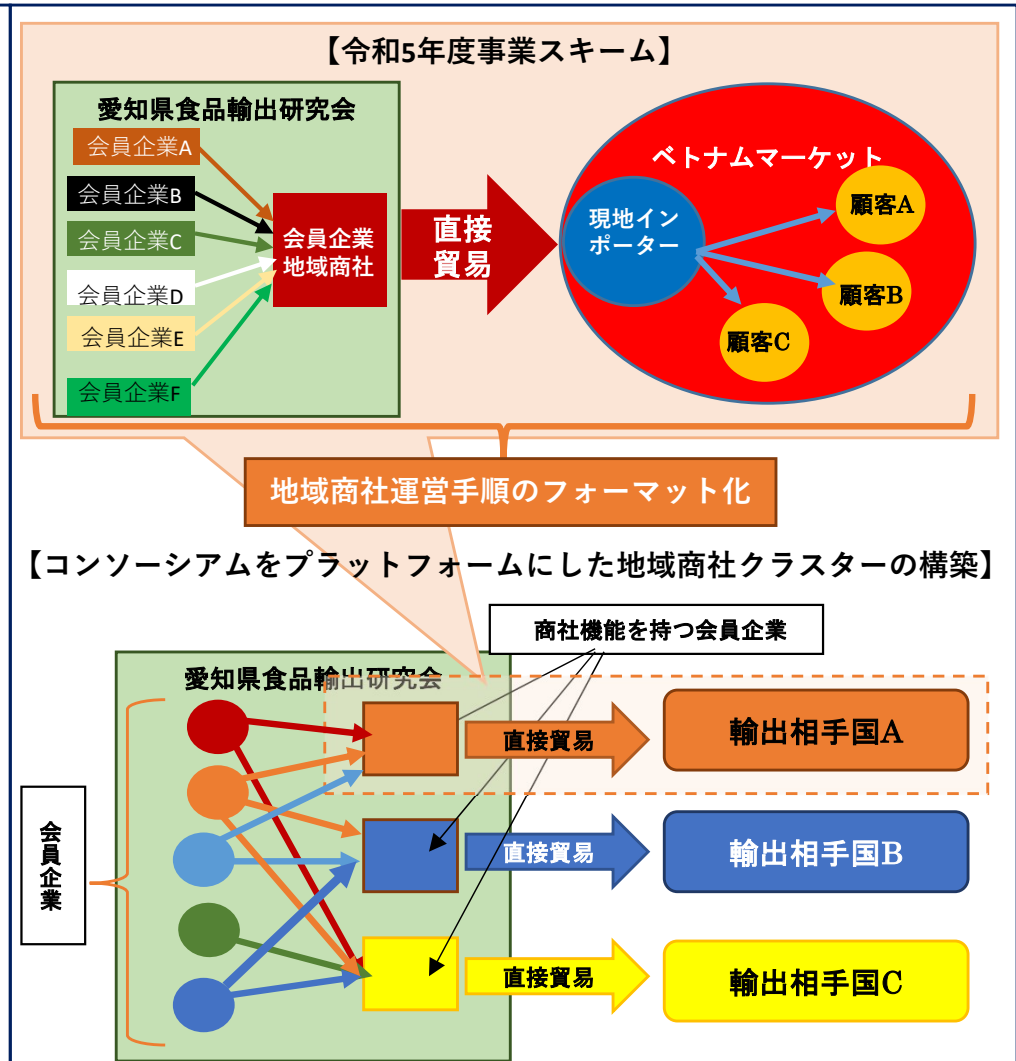 【令和5年度事業スキーム】
愛知県食品輸出研究会
会員企業A
会員企業B
会員企業C
会員企業D
会員企業E
会員企業F
会員企業
地域商社
直接
貿易
ベトナムマーケット
現地イン
ポーター
顧客A
顧客B
顧客C
地域商社運営手順のフォーマット化
【コンソーシアムをプラットフォームにした地域商社クラスターの構築】
商社機能を持つ会員企業
愛知県食品輸出研究会
会員企業
直接貿易
輸出相手国A
直接貿易
輸出相手国B
直接貿易
輸出相手国C